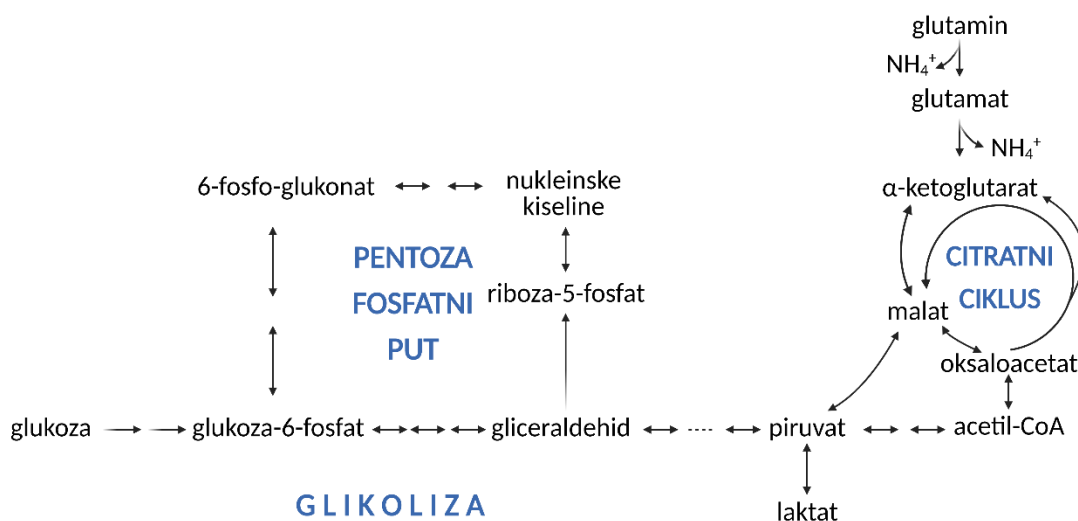 glutamin
NH₄⁺
glutamat
NH₄⁺
6-fosfo-glukonat
nukleinske
kiseline
α-ketoglutarat
PENTOZA
FOSFATNI
PUT
riboza-5-fosfat
CITRATNI
CIKLUS
malat
oksaloacetat
glukoza
glukoza-6-fosfat
gliceraldehid
piruvat
acetil-CoA
GLIKOLIZA
laktat